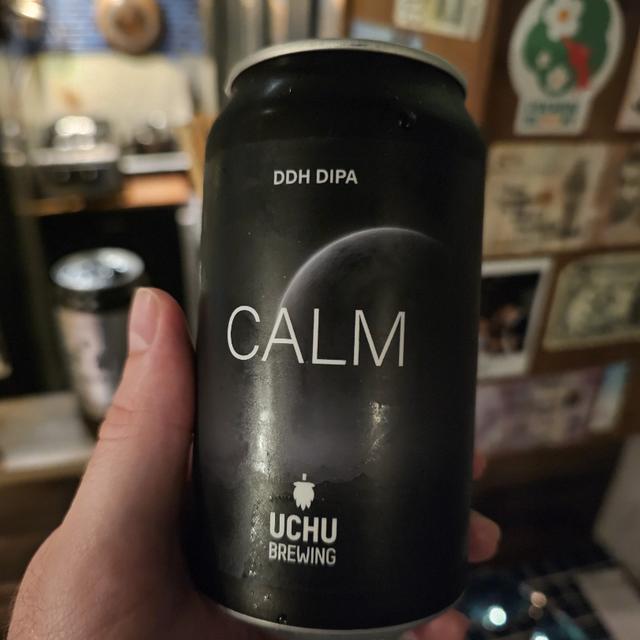 DDH DIPA
CALM
UCHU
BREWING